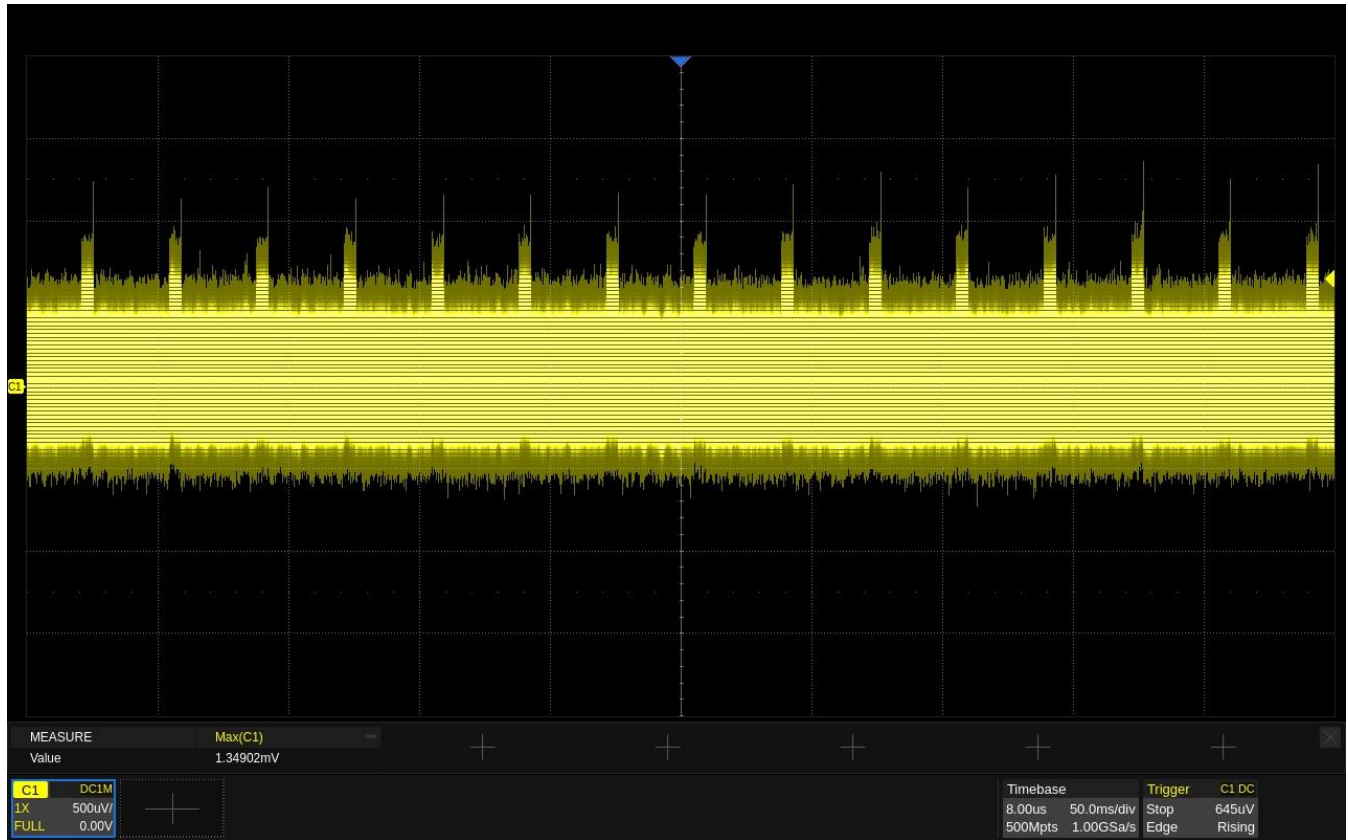 C1
MEASURE Max(C1)
Value 1.34902mV
C1 DC1M
1X 500uV/
FULL 0.00V
Timebase
8.00us 50.0ms/div
500Mpts 1.00GSa/s
Trigger C1 DC
Stop 645uV
Edge Rising